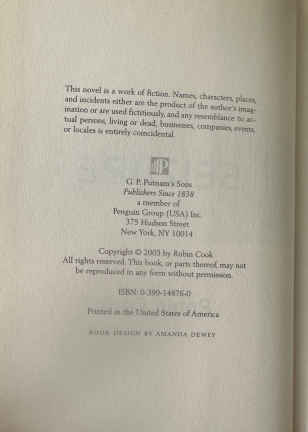 This novel is a work of fiction. Names, characters, places,
and incidents either are the product of the author's imag-
ination or are used fictitiously, and any resemblance to ac-
tual persons, living or dead, businesses, companies, events,
or locales is entirely coincidental.
G. P. Putnam's Sons
Publishers Since 1838
a member of
Penguin Group (USA) Inc.
375 Hudson Street
New York, NY 10014
Copyright © 2003 by Robin Cook
All rights reserved. This book, or parts thereof, may not
be reproduced in any form without permission.
ISBN: 0-399-14876-0
Printed in the United States of America
BOOK DESIGN BY AMANDA DEWEY